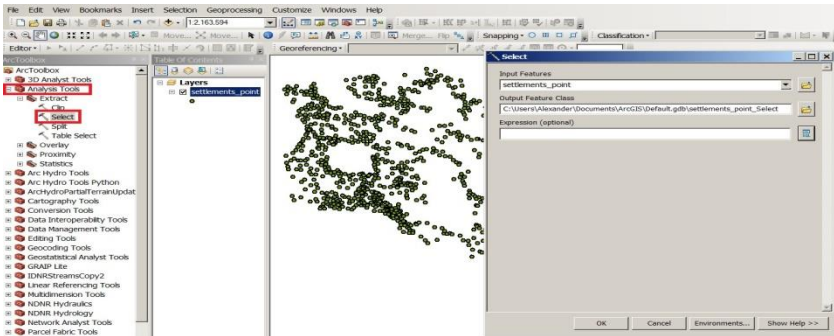 File Edit View Bookmarks Insert Selection Geoprocessing Customize Windows Help
1:2.163.594
Move... Move... Merge... Flip Snapping Classification
Editor Georeferencing
ArcToolbox
ArcToolbox
3D Analyst Tools
Analysis Tools
Extract
Clip
Select
Split
Table Select
Overlay
Proximity
Statistics
Arc Hydro Tools
Arc Hydro Tools Python
ArcHydroPartialTerrainUpdat
Cartography Tools
Conversion Tools
Data Interoperability Tools
Data Management Tools
Editing Tools
Geocoding Tools
Geostatistical Analyst Tools
GRAIP Lite
IDNRStreamsCopy2
Linear Referencing Tools
Multidimension Tools
NDNR Hydraulics
NDNR Hydrology
Network Analyst Tools
Parcel Fabric Tools
Table Of Contents
Layers
settlements_point
Select
Input Features
settlements_point
Output Feature Class
C:\Users\Alexander\Documents\ArcGIS\Default.gdb\settlements_point_Select
Expression (optional)
OK Cancel Environments... Show Help >>